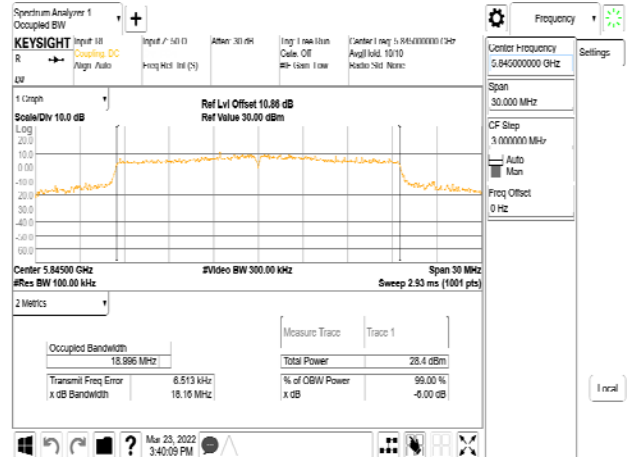 Spectrum Analyzer 1
Occupied BW
Frequency
KEYSIGHT
Input: RF
Coupling: DC
Align: Auto
Input Z: 50 Ω
Freq Ref: Int (S)
Atten: 30 dB
Trig: Free Run
Gate: Off
#IF Gain: Low
Center Freq: 5.845000000 GHz
Avg|Hold: 10/10
Radio Std: None
R
Center Frequency
5.845000000 GHz
Settings
Span
30.000 MHz
CF Step
3.000000 MHz
Auto
Man
Freq Offset
0 Hz
1 Graph
Scale/Div 10.0 dB
Ref Lvl Offset 10.86 dB
Ref Value 30.00 dBm
Log
20.0
10.0
0.00
-10.0
-20.0
-30.0
-40.0
-50.0
-60.0
Center 5.84500 GHz
#Res BW 100.00 kHz
#Video BW 300.00 kHz
Span 30 MHz
Sweep 2.93 ms (1001 pts)
2 Metrics
Measure Trace
Trace 1
Occupied Bandwidth
18.996 MHz
Total Power
28.4 dBm
Transmit Freq Error
6.513 kHz
% of OBW Power
99.00 %
x dB Bandwidth
18.16 MHz
x dB
-6.00 dB
Local
?
Mar 23, 2022
3:40:09 PM